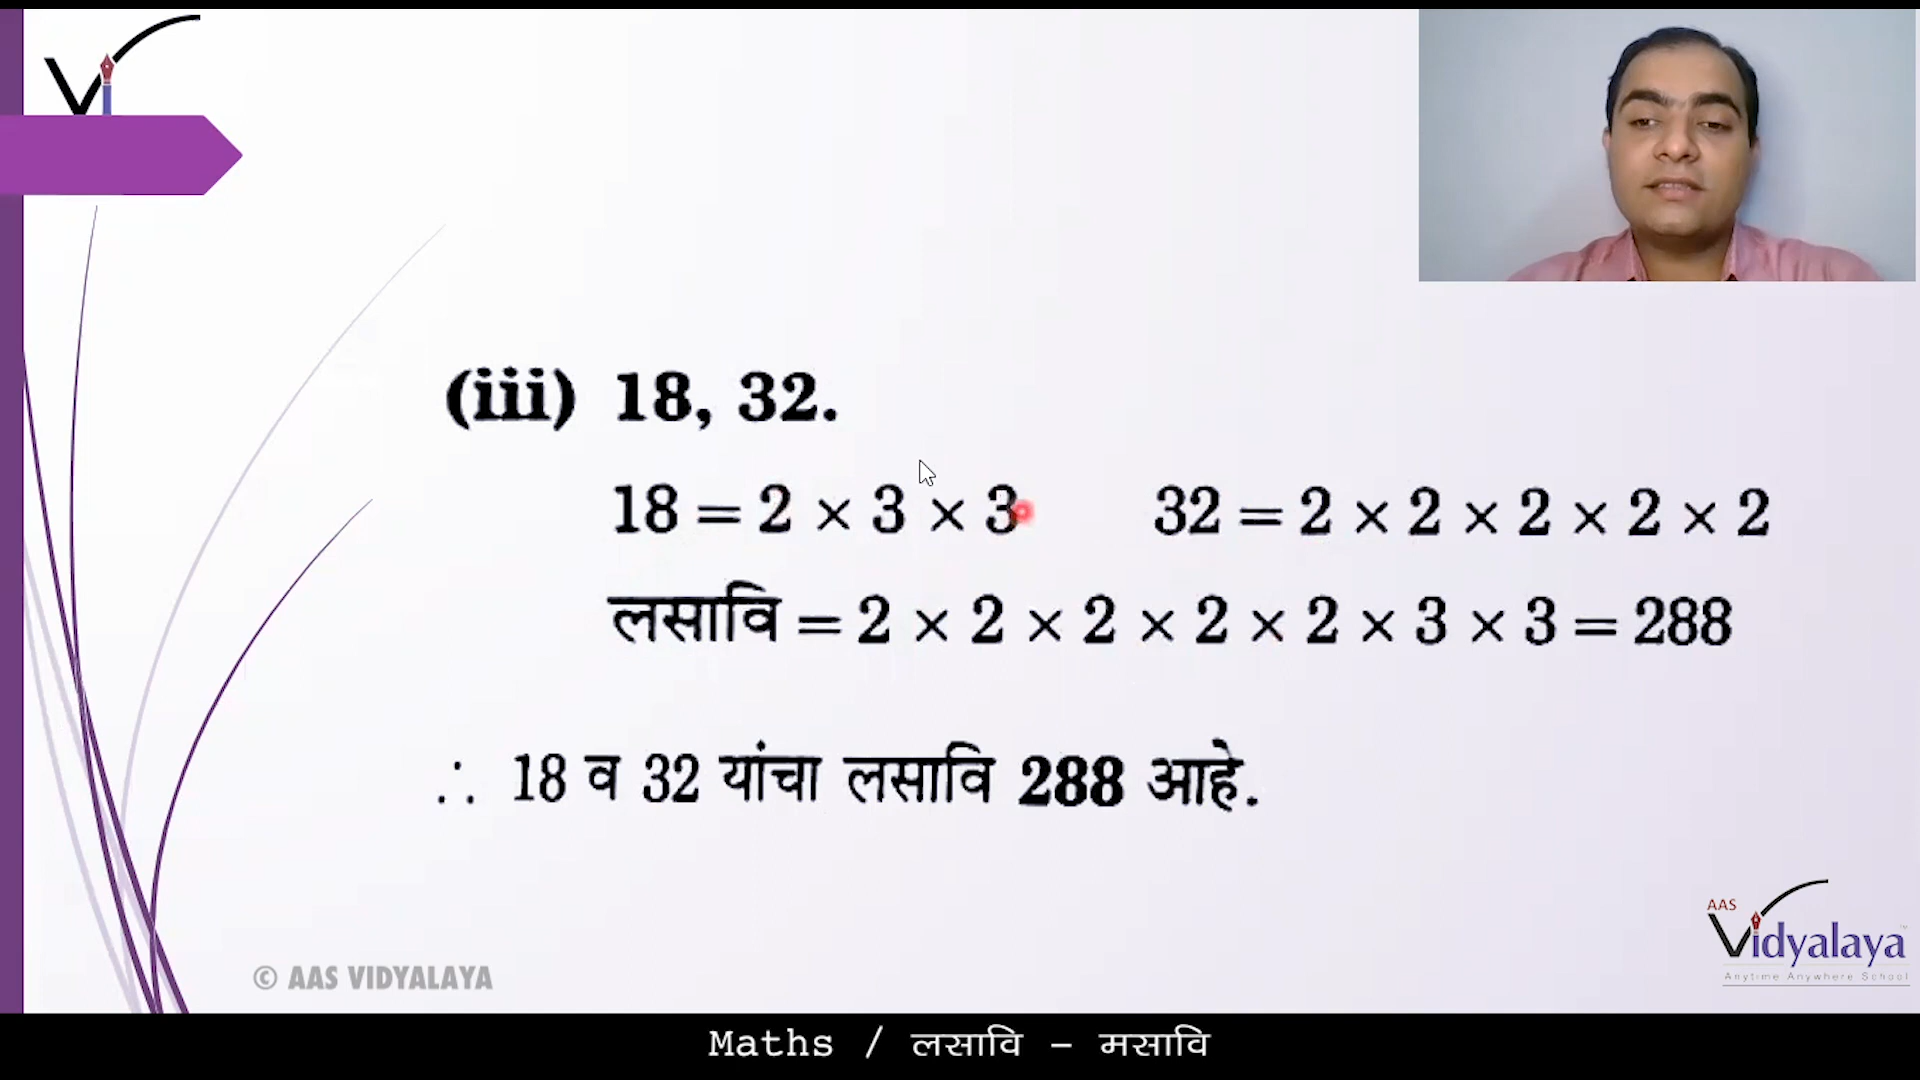 Vi
(iii) 18, 32.
18 = 2 × 3 × 3 32 = 2 × 2 × 2 × 2 × 2
लसावि = 2 × 2 × 2 × 2 × 2 × 3 × 3 = 288
∴ 18 व 32 यांचा लसावि 288 आहे.
AAS
Vidyalaya
Anytime Anywhere School
© AAS VIDYALAYA
Maths / लसावि - मसावि